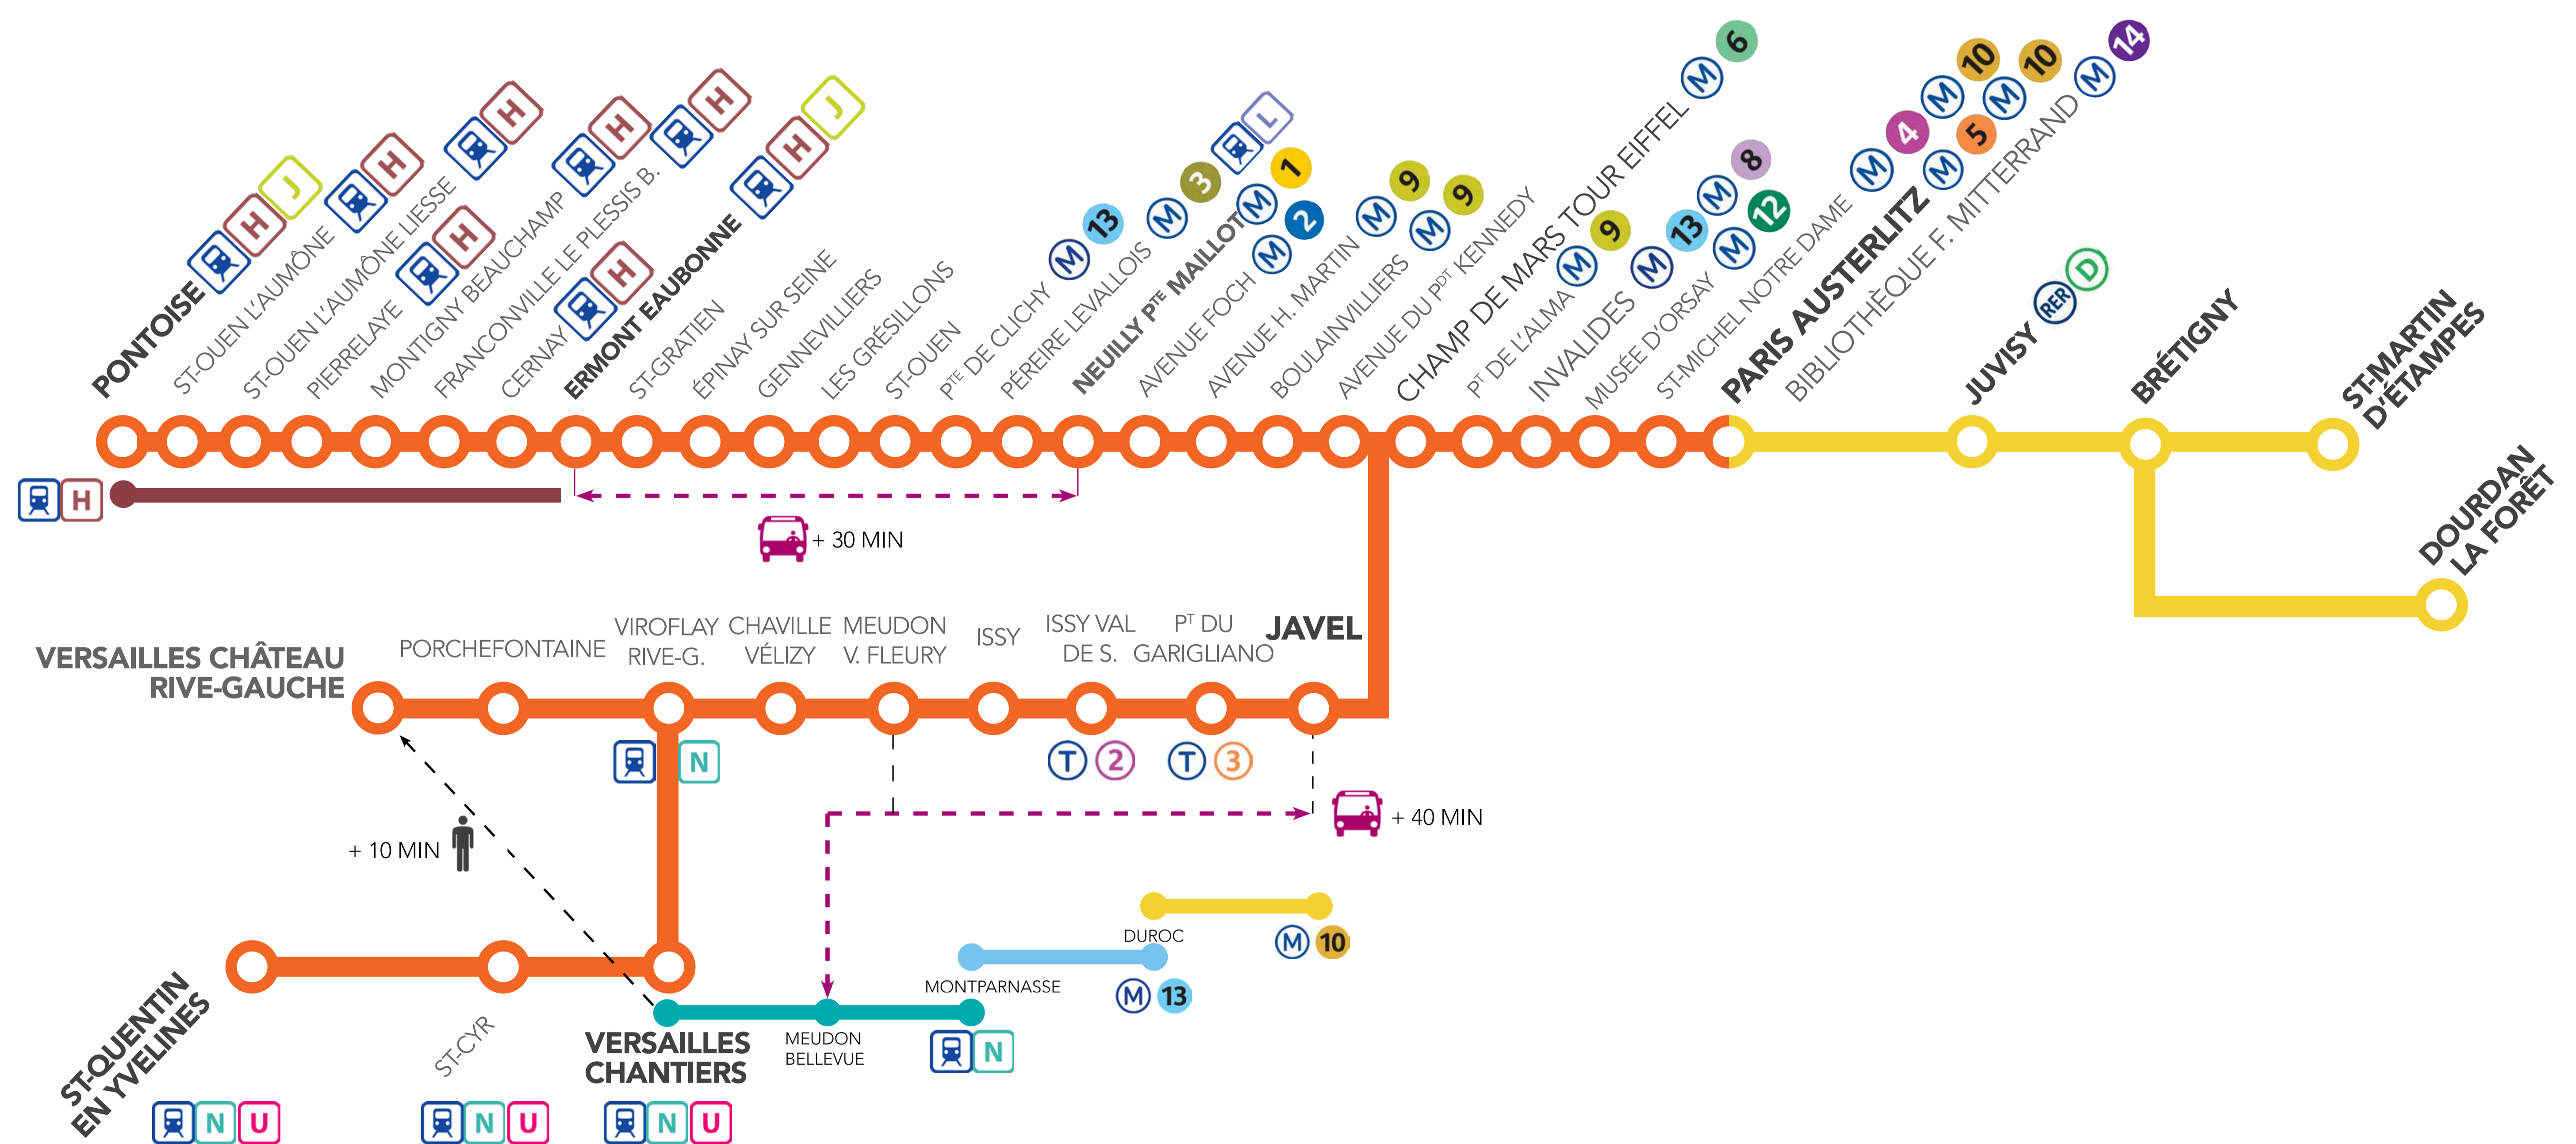 PONTOISE H J
ST-OUEN L'AUMÔNE H
ST-OUEN L'AUMÔNE LIESSE H
PIERRELAYE H
MONTIGNY BEAUCHAMP H
FRANCONVILLE LE PLESSIS B. H
CERNAY H
ERMONT EAUBONNE H J
ST-GRATIEN
ÉPINAY SUR SEINE
GENNEVILLIERS
LES GRÉSILLONS
ST-OUEN
PTE DE CLICHY M 13
PÉREIRE LEVALLOIS M 3
NEUILLY PTE MAILLOT M 1 L
AVENUE FOCH M 2
AVENUE H. MARTIN M 9
BOULAINVILLIERS M 9
AVENUE DU PDT KENNEDY
CHAMP DE MARS TOUR EIFFEL M 6
PT DE L'ALMA M 9
INVALIDES M 13 M 8
MUSÉE D'ORSAY M 12
ST-MICHEL NOTRE DAME M 4 M 10
PARIS AUSTERLITZ M 5 M 10
BIBLIOTHÈQUE F. MITTERRAND M 14
JUVISY RER D
BRÉTIGNY
ST-MARTIN
D'ÉTAMPES
DOURDAN
LA FORÊT
H
+ 30 MIN
VERSAILLES CHÂTEAU
RIVE-GAUCHE
PORCHEFONTAINE
VIROFLAY
RIVE-G.
CHAVILLE
VÉLIZY
MEUDON
V. FLEURY
ISSY
ISSY VAL
DE S.
PT DU
GARIGLIANO
JAVEL
N
T 2
T 3
+ 40 MIN
+ 10 MIN
DUROC
M 10
MONTPARNASSE
M 13
ST-QUENTIN
EN YVELINES
ST-CYR
VERSAILLES
CHANTIERS
MEUDON
BELLEVUE
N
N U
N U
N U